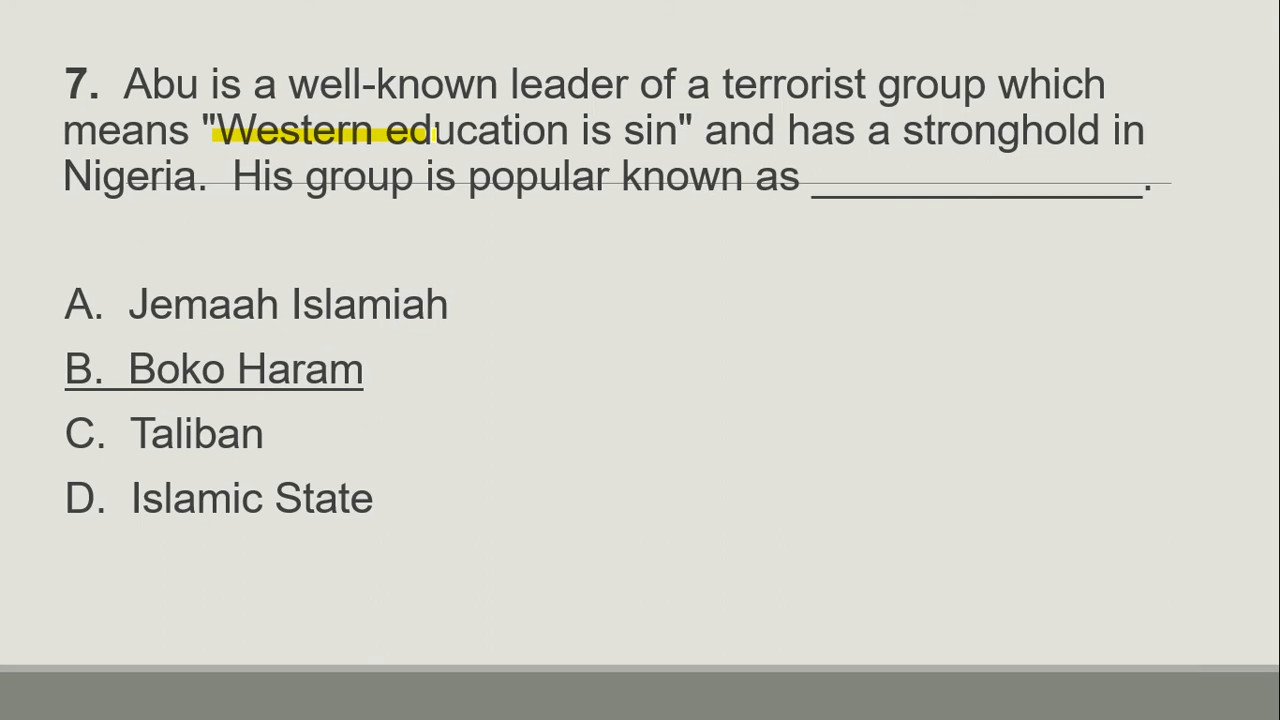 7. Abu is a well-known leader of a terrorist group which
means "Western education is sin" and has a stronghold in
Nigeria. His group is popular known as ______________.
A. Jemaah Islamiah
B. Boko Haram
C. Taliban
D. Islamic State